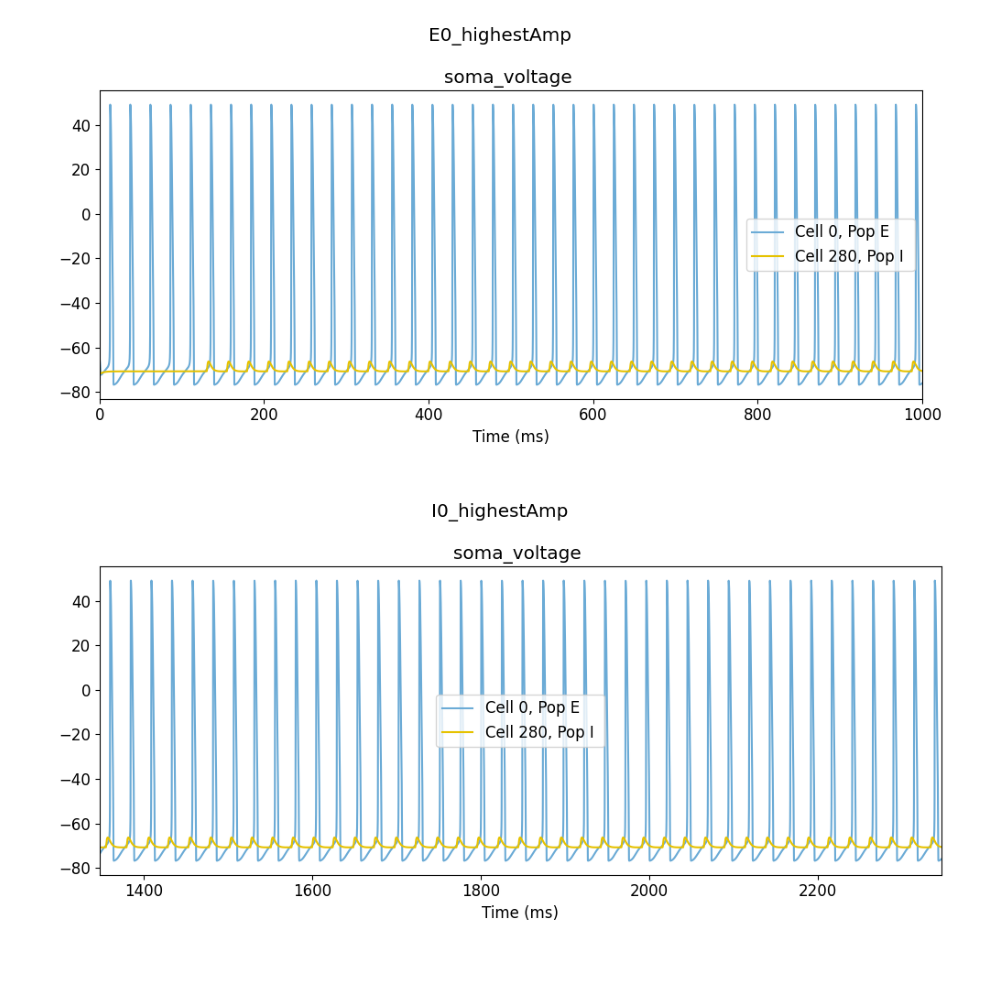 E0_highestAmp
soma_voltage
40
20
0
−20
−40
−60
−80
Cell 0, Pop E
Cell 280, Pop I
0 200 400 600 800 1000
Time (ms)
I0_highestAmp
soma_voltage
40
20
0
−20
−40
−60
−80
Cell 0, Pop E
Cell 280, Pop I
1400 1600 1800 2000 2200
Time (ms)